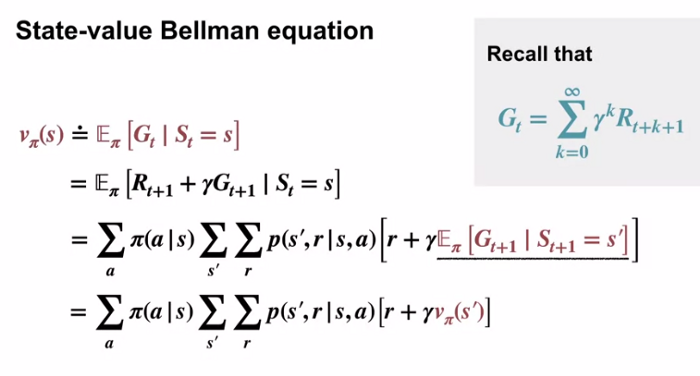 State-value Bellman equation
Recall that
G_t = ∑_{k=0}^{∞} γ^k R_{t+k+1}
v_π(s) ≐ 𝔼_π [G_t | S_t = s]
= 𝔼_π [R_{t+1} + γG_{t+1} | S_t = s]
= ∑_a π(a|s) ∑_{s'} ∑_r p(s', r|s, a) [r + γ𝔼_π [G_{t+1} | S_{t+1} = s']]
= ∑_a π(a|s) ∑_{s'} ∑_r p(s', r|s, a) [r + γv_π(s')]